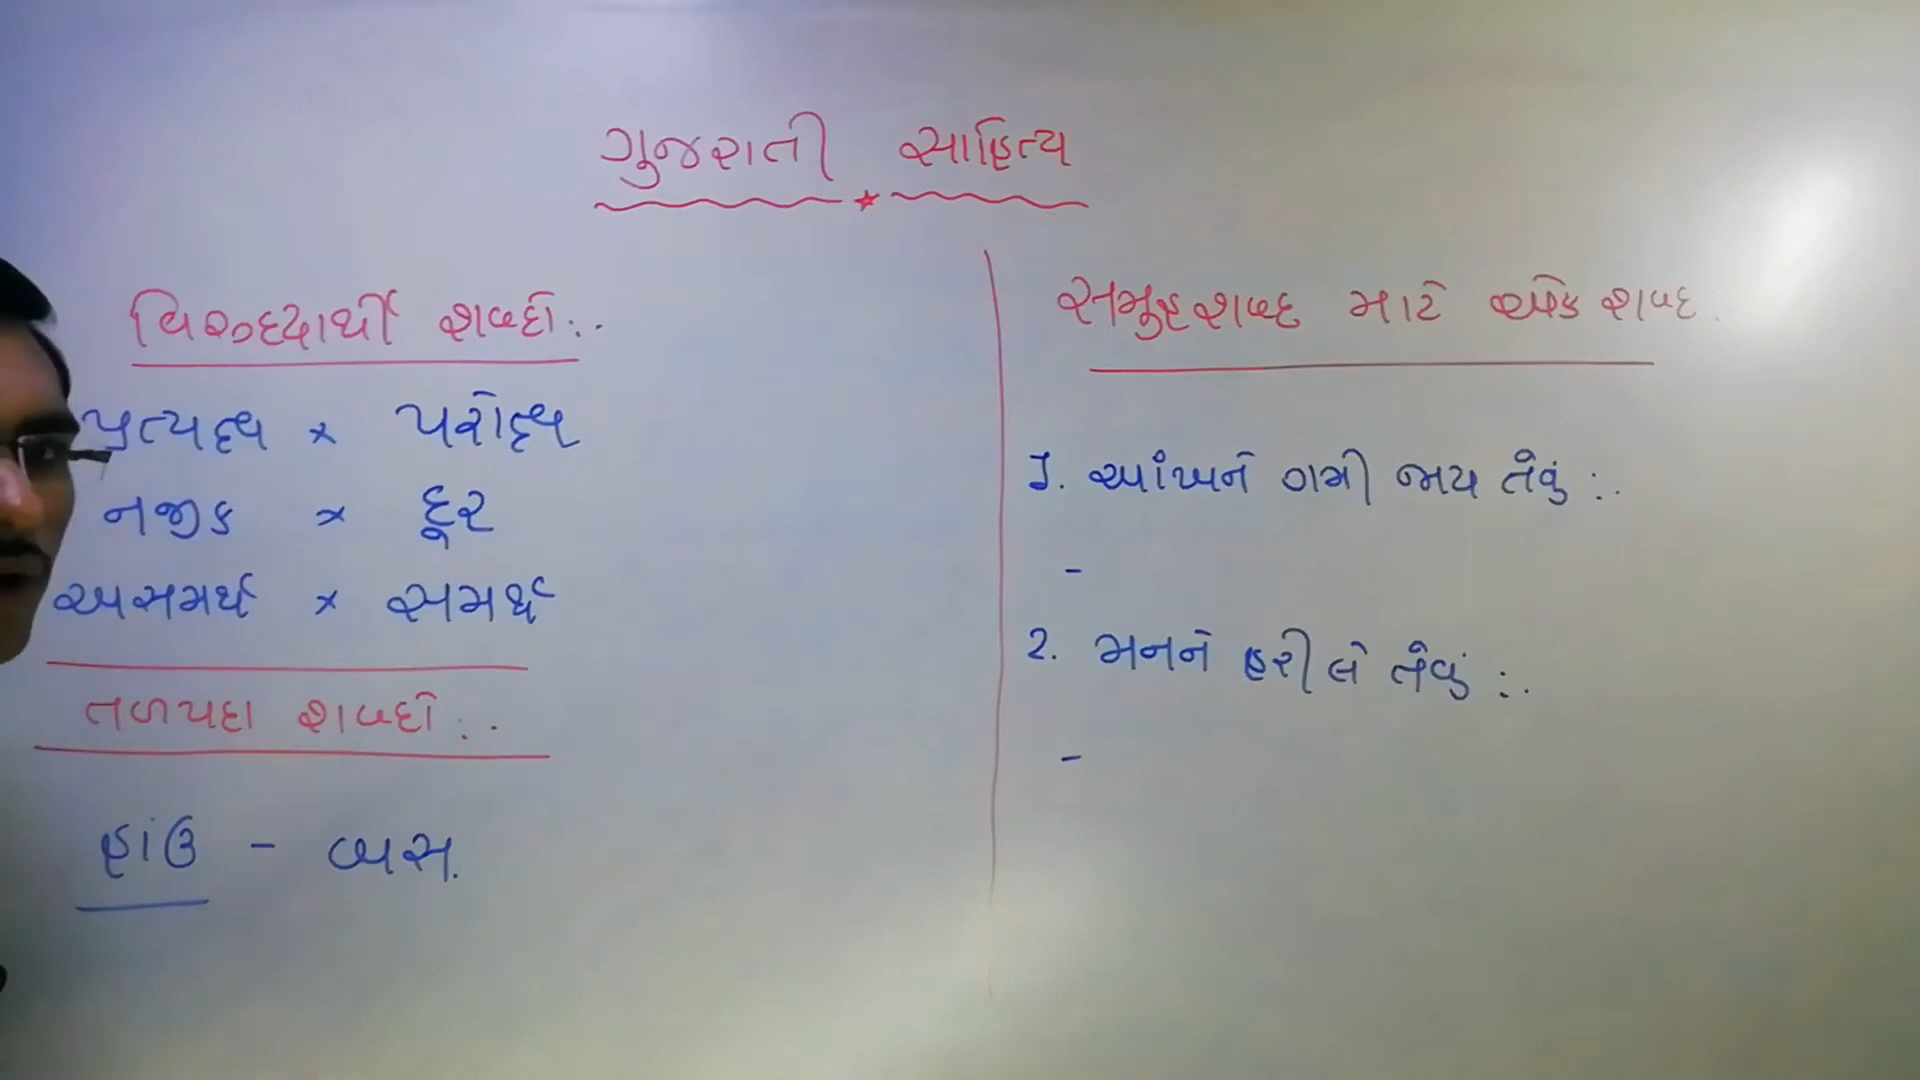 ગુજરાતી સાહિત્ય
વિરુદ્ધાર્થી શબ્દો:.
પ્રત્યક્ષ × પરોક્ષ
નજીક × દૂર
અસમર્થ × સમર્થ
તળપદા શબ્દો:.
હાંઉ - બસ.
સમુહ શબ્દ માટે એક શબ્દ.
1. આંખને ગમી જાય તેવું:.
-
2. મનને હરી લે તેવું:.
-